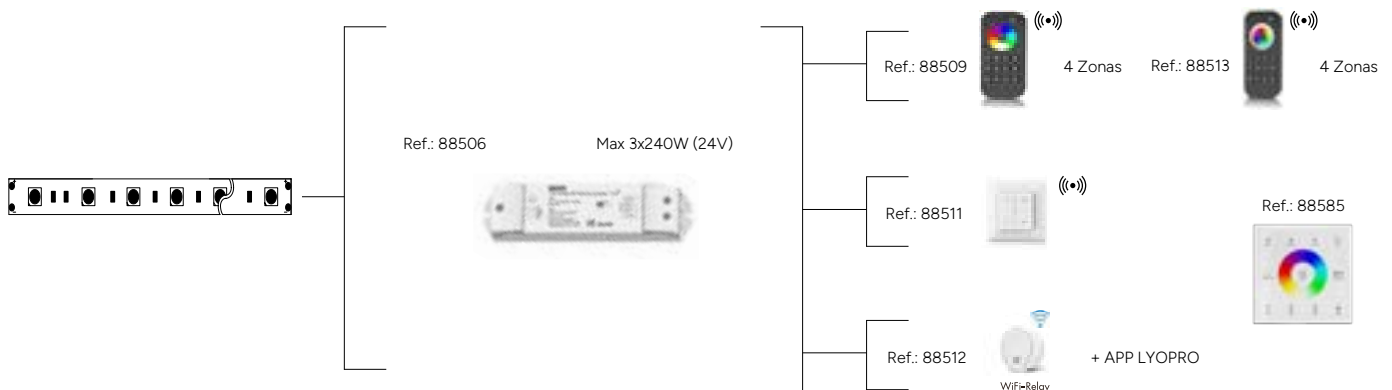 Ref.: 88509
4 Zonas
Ref.: 88513
4 Zonas
Ref.: 88506
Max 3x240W (24V)
Ref.: 88511
Ref.: 88585
Ref.: 88512
+ APP LYOPRO
WiFi-Relay